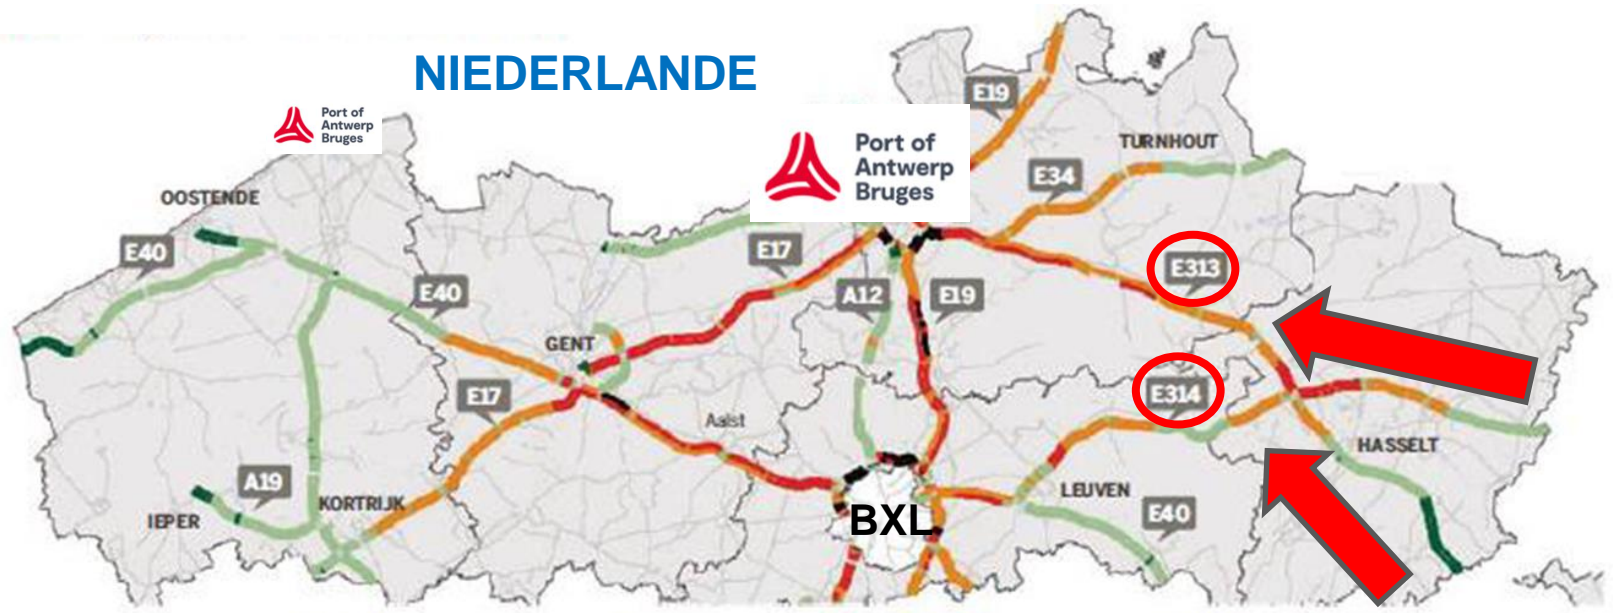 NIEDERLANDE
Port of
Antwerp
Bruges
E19
Port of
Antwerp
Bruges
TURNHOUT
E34
OOSTENDE
E40
E17
E313
E40
A12
E19
GENT
E17
E314
Aalst
HASSELT
A19
KORTRIJK
LEUVEN
IEPER
BXL
E40